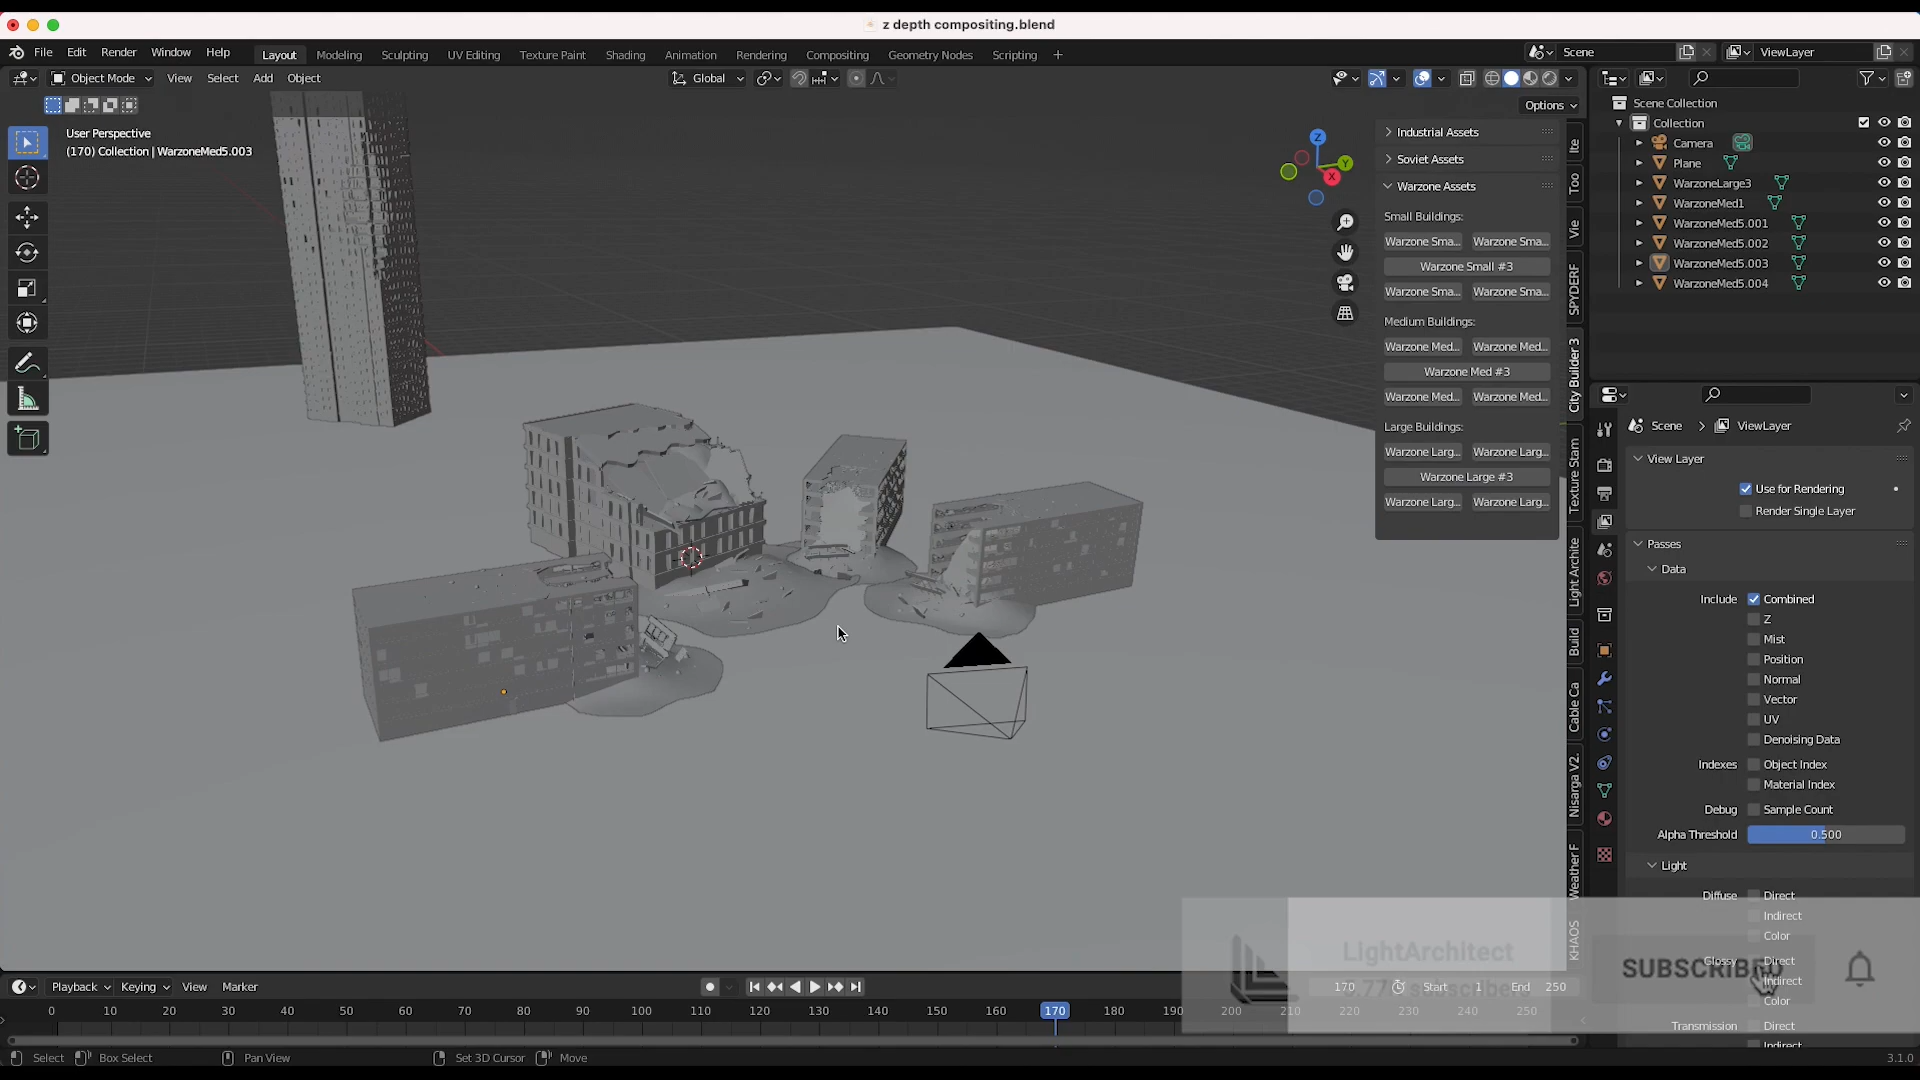 z depth compositing.blend
File Edit Render Window Help Layout Modeling Sculpting UV Editing Texture Paint Shading Animation Rendering Compositing Geometry Nodes Scripting + Scene ViewLayer
Object Mode View Select Add Object Global
Options
User Perspective
(170) Collection | WarzoneMed5.003
Z
Y
X
Industrial Assets
Soviet Assets
Warzone Assets
Small Buildings:
Warzone Sma... Warzone Sma...
Warzone Small #3
Warzone Sma... Warzone Sma...
Medium Buildings:
Warzone Med... Warzone Med...
Warzone Med #3
Warzone Med... Warzone Med...
Large Buildings:
Warzone Larg... Warzone Larg...
Warzone Large #3
Warzone Larg... Warzone Larg...
Ite
Too
Vie
SPYDERF
City Builder 3
Texture Stam
Light Archite
Build
Cable Ca
Nisarga V2.
Weather F
KHAOS
Scene Collection
Collection
Camera
Plane
WarzoneLarge3
WarzoneMed1
WarzoneMed5.001
WarzoneMed5.002
WarzoneMed5.003
WarzoneMed5.004
Scene > ViewLayer
View Layer
Use for Rendering
Render Single Layer
Passes
Data
Include Combined
Z
Mist
Position
Normal
Vector
UV
Denoising Data
Indexes Object Index
Material Index
Debug Sample Count
Alpha Threshold 0.500
Light
Diffuse Direct
Indirect
Color
Glossy Direct
Indirect
Color
Transmission Direct
Indirect
LightArchitect
SUBSCRIBED
Playback Keying View Marker 170 Start 1 End 250
0 10 20 30 40 50 60 70 80 90 100 110 120 130 140 150 160 170 180 190 200 210 220 230 240 250
Select Box Select Pan View Set 3D Cursor Move 3.1.0